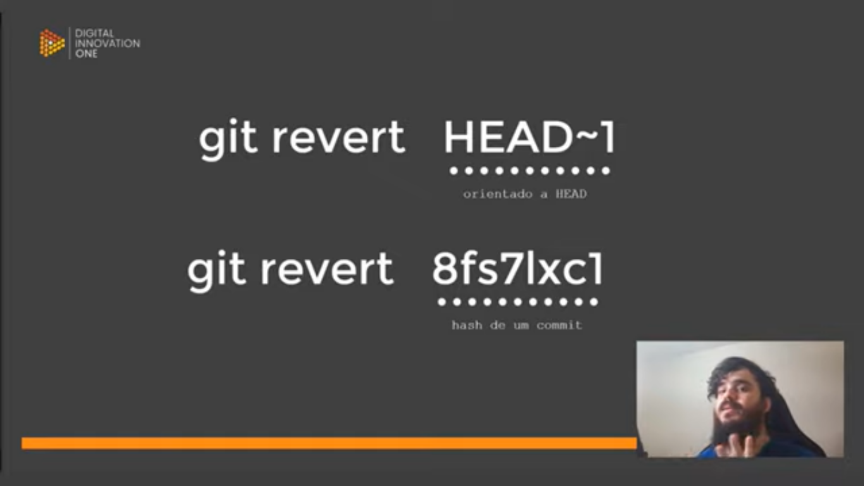 DIGITAL
INNOVATION
ONE
git revert HEAD~1
orientado a HEAD
git revert 8fs7lxc1
hash de um commit